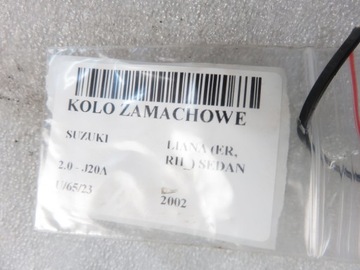 KOLO ZAMACHOWE
SUZUKI
LIANA (ER, RH_) SEDAN
2.0 - J20A
/65/23
2002